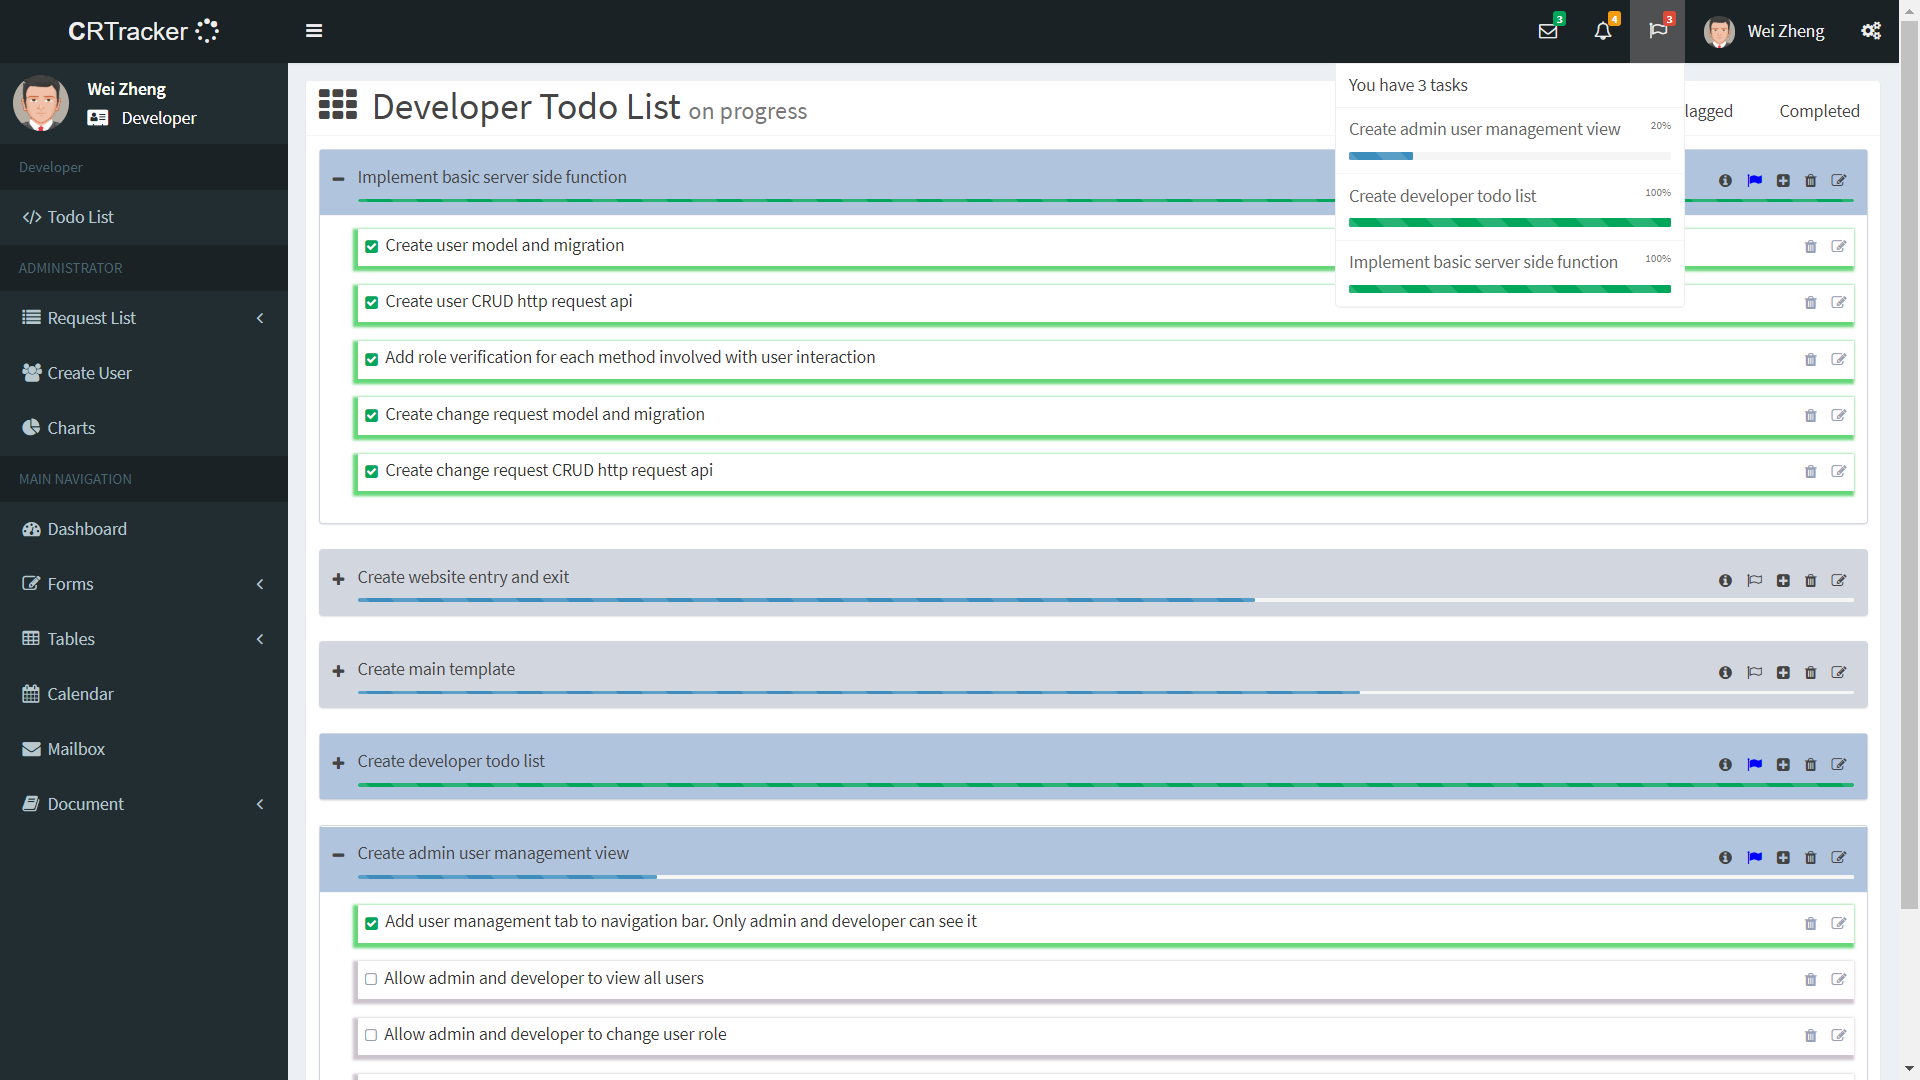 CRTracker
3
4
3
Wei Zheng
Wei Zheng
Developer
Developer
Todo List
ADMINISTRATOR
Request List
Create User
Charts
MAIN NAVIGATION
Dashboard
Forms
Tables
Calendar
Mailbox
Document
Developer Todo List on progress
lagged
Completed
You have 3 tasks
Create admin user management view 20%
Create developer todo list 100%
Implement basic server side function 100%
Implement basic server side function
Create user model and migration
Create user CRUD http request api
Add role verification for each method involved with user interaction
Create change request model and migration
Create change request CRUD http request api
Create website entry and exit
Create main template
Create developer todo list
Create admin user management view
Add user management tab to navigation bar. Only admin and developer can see it
Allow admin and developer to view all users
Allow admin and developer to change user role